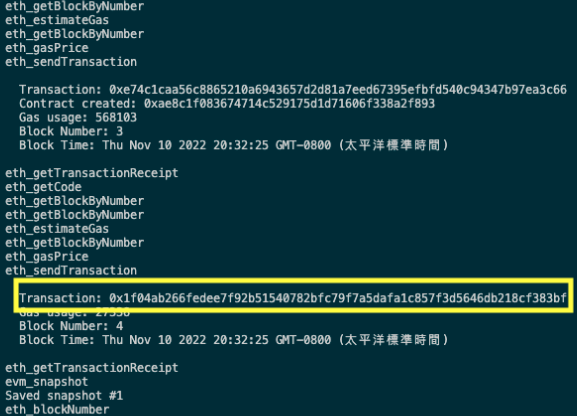 eth_getBlockByNumber
eth_estimateGas
eth_getBlockByNumber
eth_gasPrice
eth_sendTransaction
Transaction: 0xe74c1caa56c8865210a6943657d2d81a7eed67395efbfd540c94347b97ea3c66
Contract created: 0xae8c1f083674714c529175d1d71606f338a2f893
Gas usage: 568103
Block Number: 3
Block Time: Thu Nov 10 2022 20:32:25 GMT-0800 (太平洋標準時間)
eth_getTransactionReceipt
eth_getCode
eth_getBlockByNumber
eth_getBlockByNumber
eth_estimateGas
eth_getBlockByNumber
eth_gasPrice
eth_sendTransaction
Transaction: 0x1f04ab266fedee7f92b51540782bfc79f7a5dafa1c857f3d5646db218cf383bf
Gas usage: 27338
Block Number: 4
Block Time: Thu Nov 10 2022 20:32:25 GMT-0800 (太平洋標準時間)
eth_getTransactionReceipt
evm_snapshot
Saved snapshot #1
eth_blockNumber